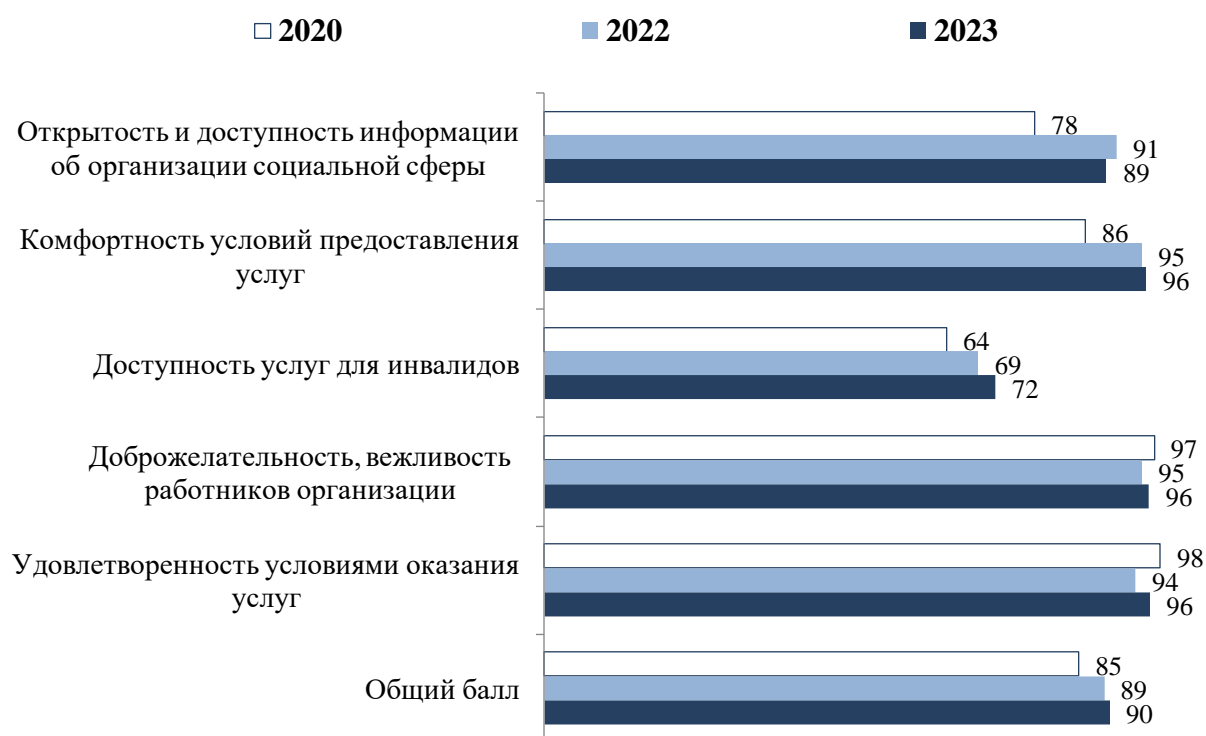 2020 2022 2023
Открытость и доступность информации
об организации социальной сферы
78
91
89
Комфортность условий предоставления
услуг
86
95
96
Доступность услуг для инвалидов
64
69
72
Доброжелательность, вежливость
работников организации
97
95
96
Удовлетворенность условиями оказания
услуг
98
94
96
Общий балл
85
89
90